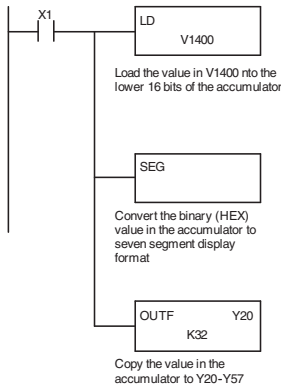 X1
LD
V1400
Load the value in V1400 nto the
lower 16 bits of the accumulator
SEG
Convert the binary (HEX)
value in the accumulator to
seven segment display
format
OUTF Y20
K32
Copy the value in the
accumulator to Y20-Y57